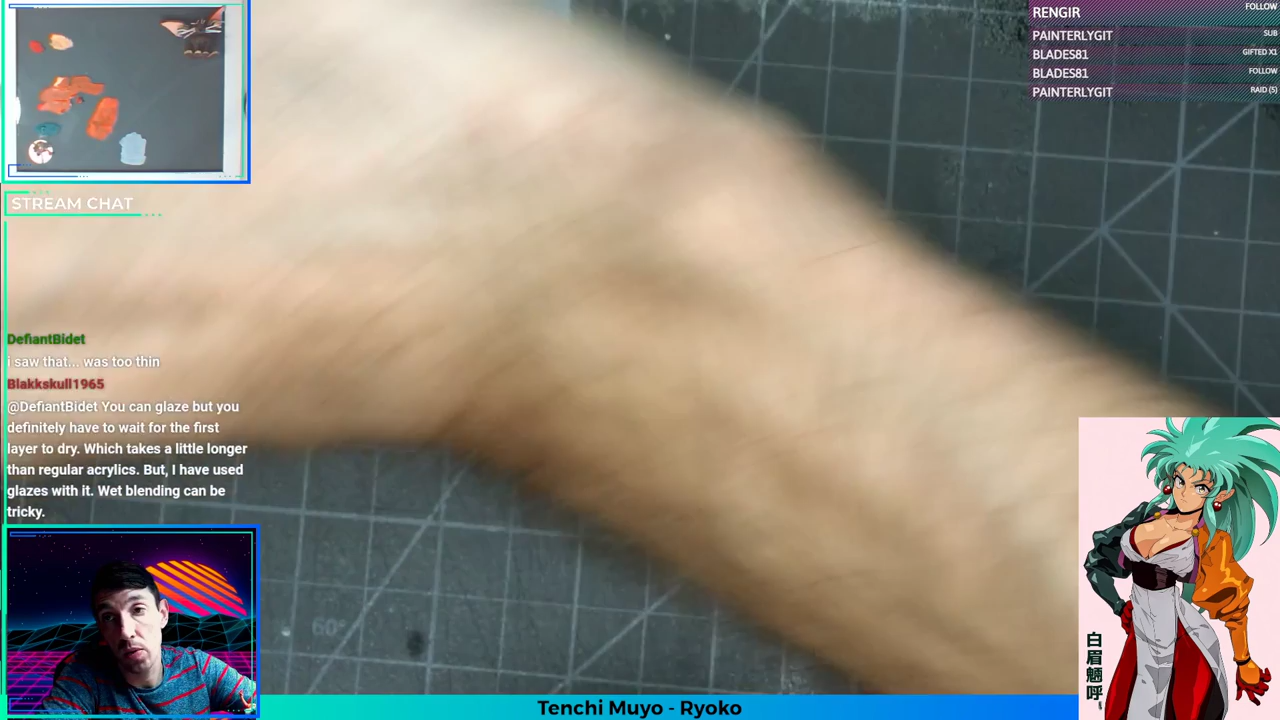 RENGIR FOLLOW
PAINTERLYGIT SUB
BLADES81 GIFTED X1
BLADES81 FOLLOW
PAINTERLYGIT RAID (5)
STREAM CHAT
DefiantBidet
i saw that... was too thin
Blakkskull1965
@DefiantBidet You can glaze but you
definitely have to wait for the first
layer to dry. Which takes a little longer
than regular acrylics. But, I have used
glazes with it. Wet blending can be
tricky.
60°
白
眉
魎
呼
Tenchi Muyo - Ryoko